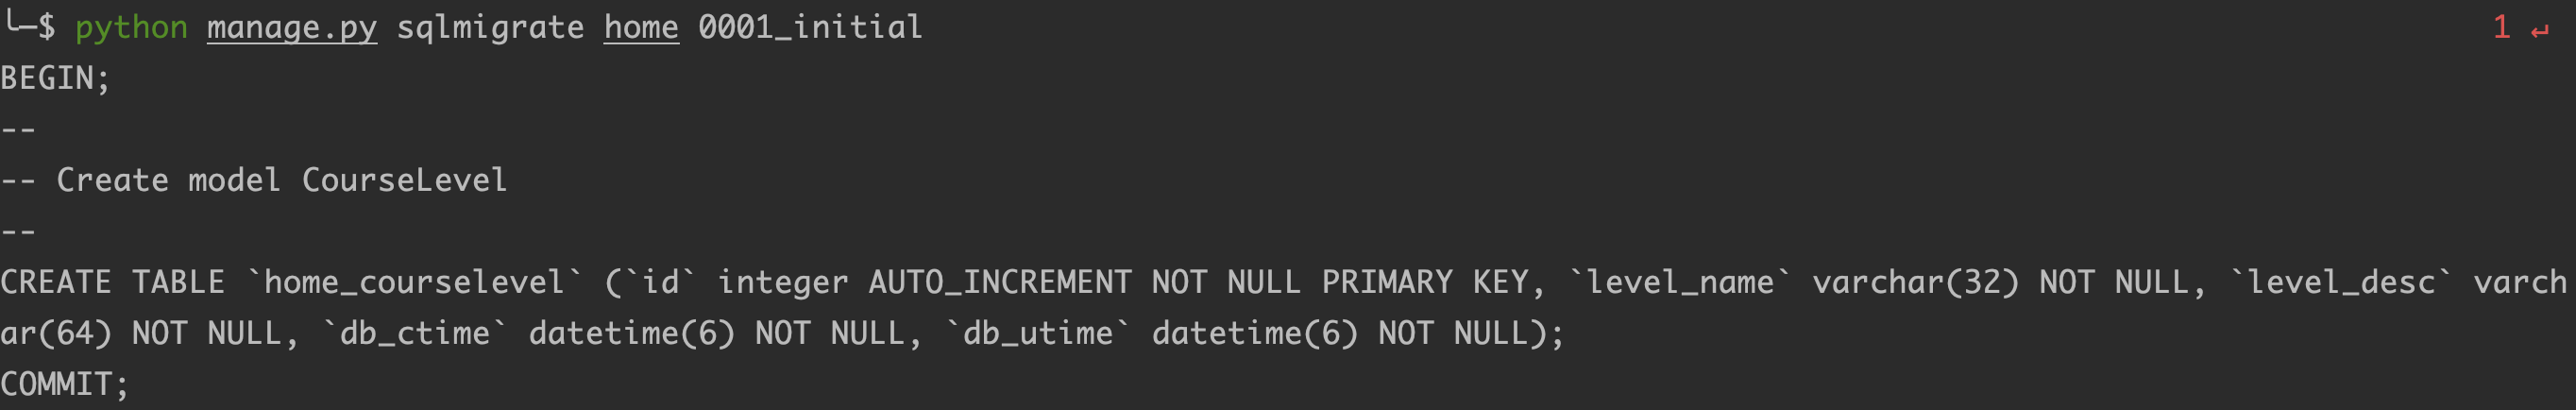 ╰─$ python manage.py sqlmigrate home 0001_initial 1 ↵
BEGIN;
--
-- Create model CourseLevel
--
CREATE TABLE `home_courselevel` (`id` integer AUTO_INCREMENT NOT NULL PRIMARY KEY, `level_name` varchar(32) NOT NULL, `level_desc` varch
ar(64) NOT NULL, `db_ctime` datetime(6) NOT NULL, `db_utime` datetime(6) NOT NULL);
COMMIT;